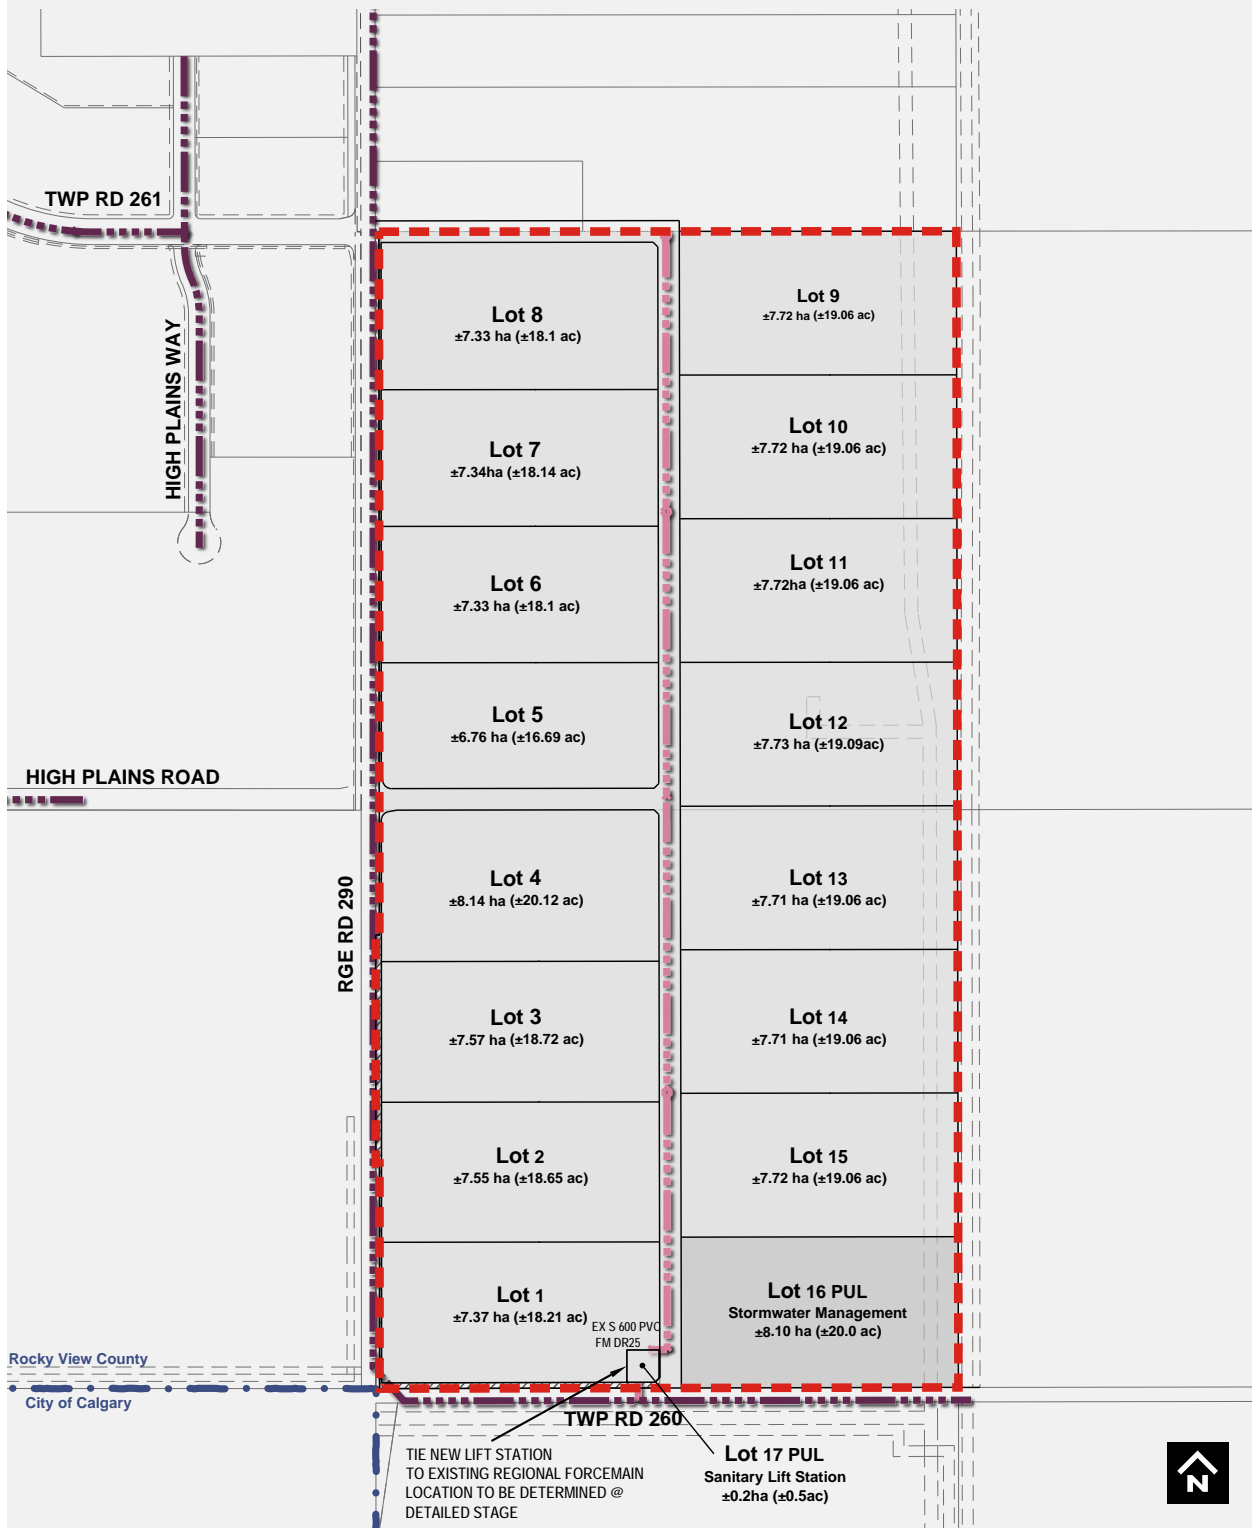 TWP RD 261
HIGH PLAINS WAY
Lot 8
±7.33 ha (±18.1 ac)
Lot 9
±7.72 ha (±19.06 ac)
Lot 7
±7.34ha (±18.14 ac)
Lot 10
±7.72 ha (±19.06 ac)
Lot 6
±7.33 ha (±18.1 ac)
Lot 11
±7.72ha (±19.06 ac)
Lot 5
±6.76 ha (±16.69 ac)
Lot 12
±7.73 ha (±19.09ac)
HIGH PLAINS ROAD
RGE RD 290
Lot 4
±8.14 ha (±20.12 ac)
Lot 13
±7.71 ha (±19.06 ac)
Lot 3
±7.57 ha (±18.72 ac)
Lot 14
±7.71 ha (±19.06 ac)
Lot 2
±7.55 ha (±18.65 ac)
Lot 15
±7.72 ha (±19.06 ac)
Lot 1
±7.37 ha (±18.21 ac)
EX S 600 PVC
FM DR25
Lot 16 PUL
Stormwater Management
±8.10 ha (±20.0 ac)
Rocky View County
City of Calgary
TWP RD 260
TIE NEW LIFT STATION
TO EXISTING REGIONAL FORCEMAIN
LOCATION TO BE DETERMINED @
DETAILED STAGE
Lot 17 PUL
Sanitary Lift Station
±0.2ha (±0.5ac)
N